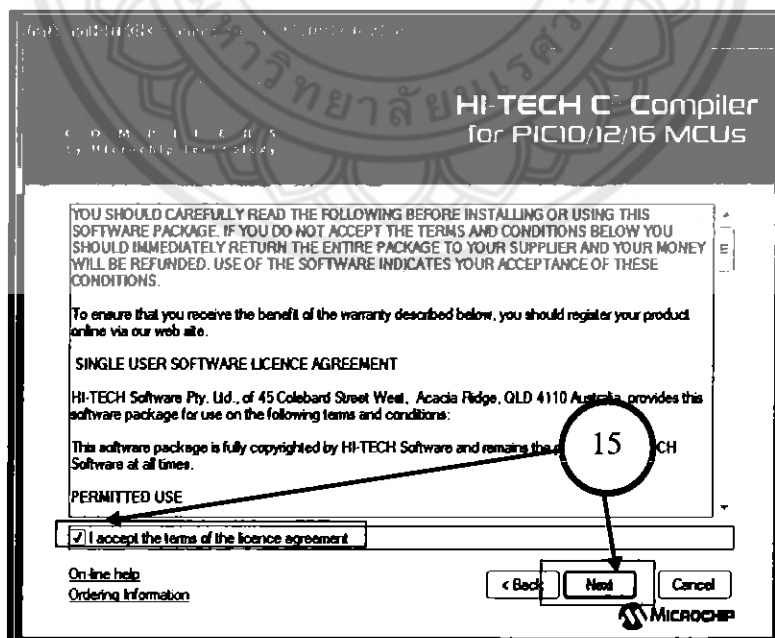 HI-TECH C Compiler
for PIC10/12/16 MCUs
C O M P I L E R S
by Microchip Technology
YOU SHOULD CAREFULLY READ THE FOLLOWING BEFORE INSTALLING OR USING THIS
SOFTWARE PACKAGE. IF YOU DO NOT ACCEPT THE TERMS AND CONDITIONS BELOW YOU
SHOULD IMMEDIATELY RETURN THE ENTIRE PACKAGE TO YOUR SUPPLIER AND YOUR MONEY
WILL BE REFUNDED. USE OF THE SOFTWARE INDICATES YOUR ACCEPTANCE OF THESE
CONDITIONS.
To ensure that you receive the benefit of the warranty described below, you should register your product
online via our web site.
SINGLE USER SOFTWARE LICENCE AGREEMENT
HI-TECH Software Pty. Ltd., of 45 Colebard Street West, Acacia Ridge, QLD 4110 Australia, provides this
software package for use on the following terms and conditions:
This software package is fully copyrighted by HI-TECH Software and remains the CH
Software at all times.
15
PERMITTED USE
I accept the terms of the licence agreement
On-line help
Ordering Information
< Back Next Cancel
MICROCHIP